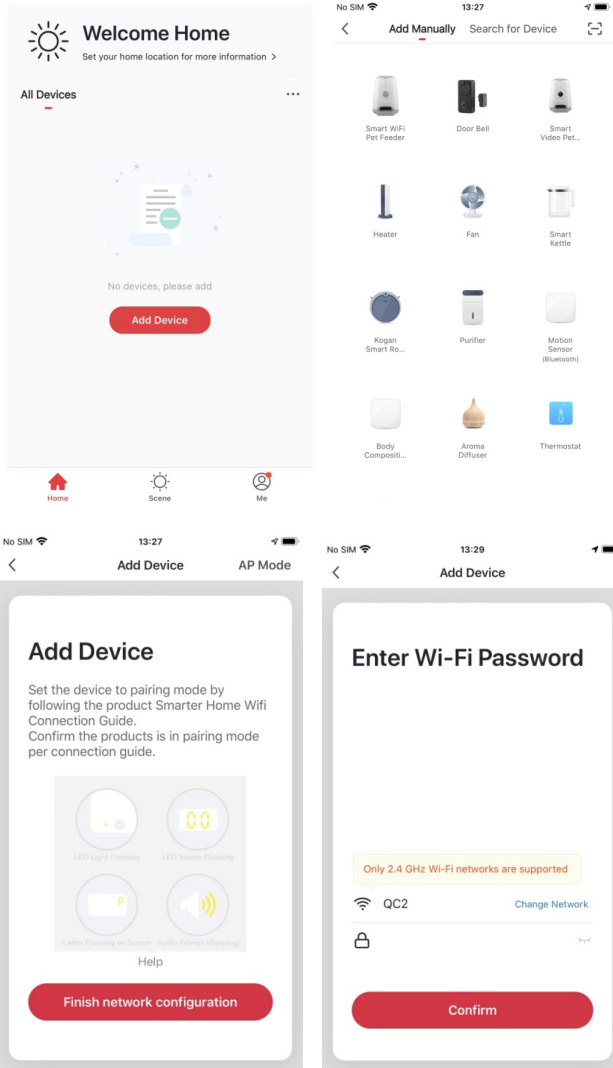 Welcome Home
Set your home location for more information >
All Devices
No devices, please add
Add Device
Home
Scene
Me
No SIM
13:27
Add Manually
Search for Device
Smart WiFi
Pet Feeder
Door Bell
Smart
Video Pet...
Heater
Fan
Smart
Kettle
Kogan
Smart Ro...
Purifier
Motion
Sensor
(Bluetooth)
Body
Compositi...
Aroma
Diffuser
Thermostat
No SIM
13:27
Add Device
AP Mode
Add Device
Set the device to pairing mode by
following the product Smarter Home Wifi
Connection Guide.
Confirm the products is in pairing mode
per connection guide.
00
LED Light Flashing
LED Screen Flashing
Letter Flashing on Screen
Audio Prompt (Beeping)
Help
Finish network configuration
No SIM
13:29
Add Device
Enter Wi-Fi Password
Only 2.4 GHz Wi-Fi networks are supported
QC2
Change Network
Confirm